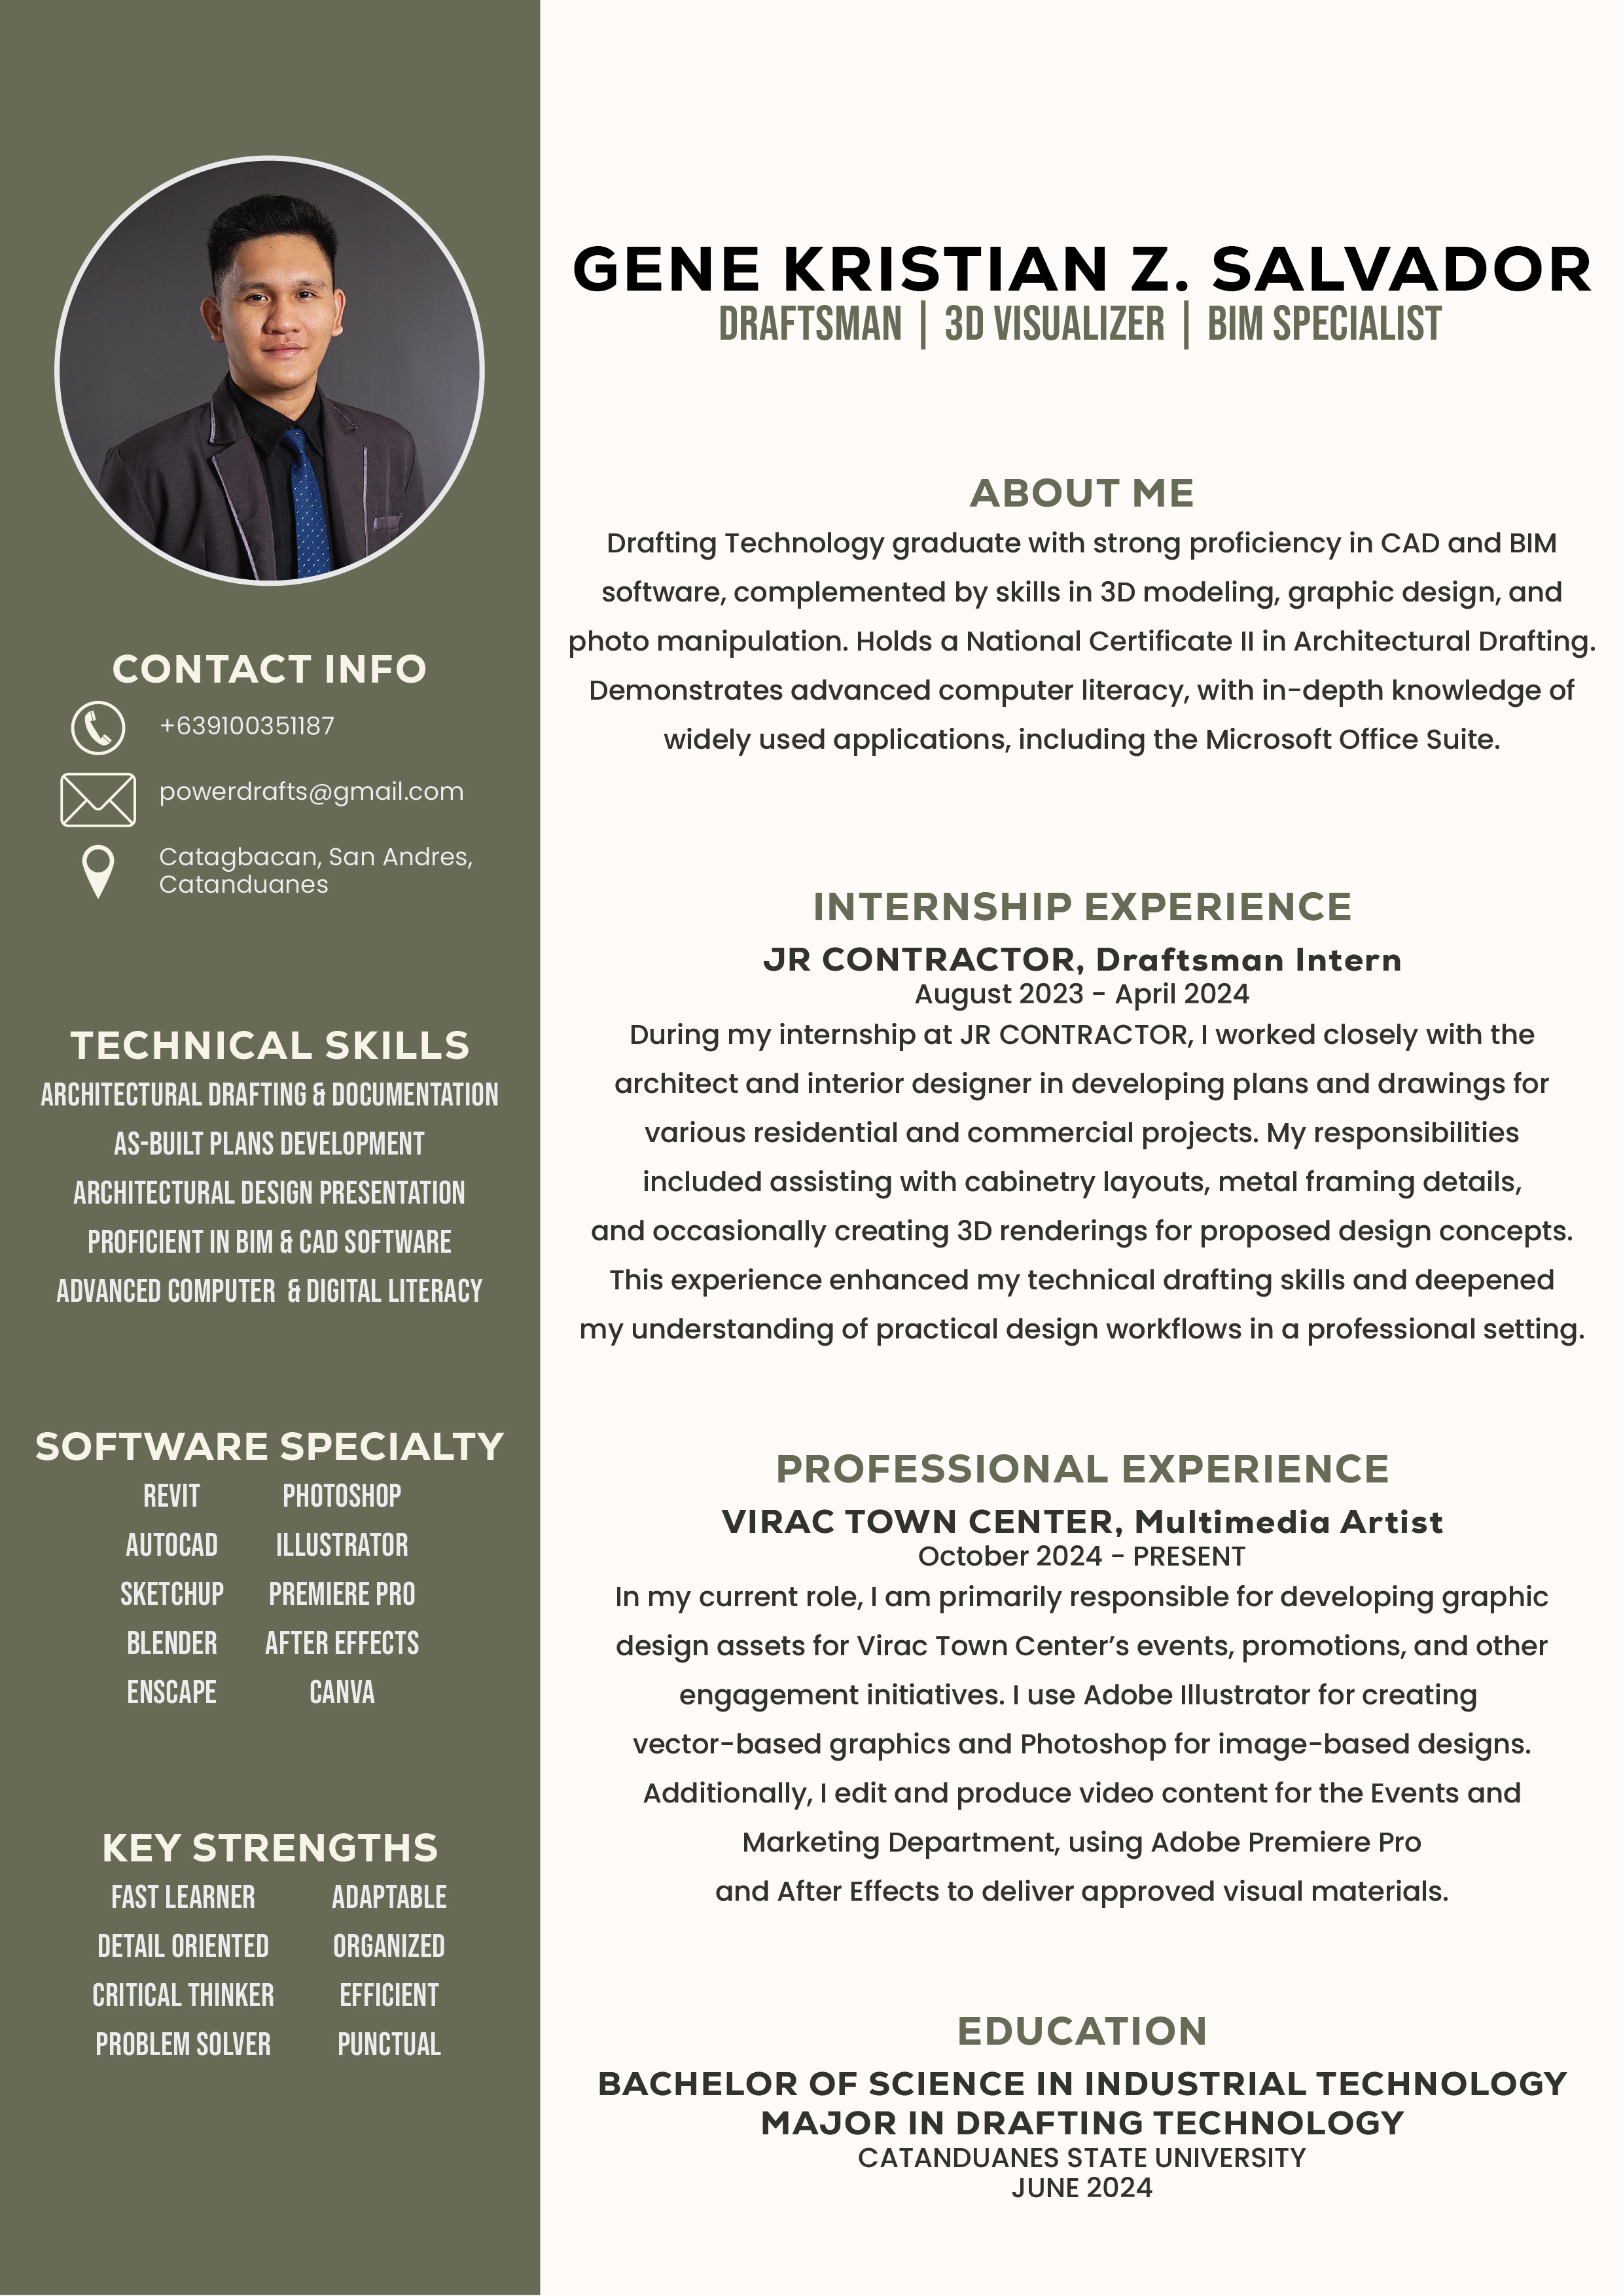 GENE KRISTIAN Z. SALVADOR
DRAFTSMAN | 3D VISUALIZER | BIM SPECIALIST
CONTACT INFO
+639100351187
powerdrafts@gmail.com
Catagbacan, San Andres,
Catanduanes
TECHNICAL SKILLS
ARCHITECTURAL DRAFTING & DOCUMENTATION
AS-BUILT PLANS DEVELOPMENT
ARCHITECTURAL DESIGN PRESENTATION
PROFICIENT IN BIM & CAD SOFTWARE
ADVANCED COMPUTER & DIGITAL LITERACY
SOFTWARE SPECIALTY
REVIT
AUTOCAD
SKETCHUP
BLENDER
ENSCAPE
PHOTOSHOP
ILLUSTRATOR
PREMIERE PRO
AFTER EFFECTS
CANVA
KEY STRENGTHS
FAST LEARNER
DETAIL ORIENTED
CRITICAL THINKER
PROBLEM SOLVER
ADAPTABLE
ORGANIZED
EFFICIENT
PUNCTUAL
ABOUT ME
Drafting Technology graduate with strong proficiency in CAD and BIM
software, complemented by skills in 3D modeling, graphic design, and
photo manipulation. Holds a National Certificate II in Architectural Drafting.
Demonstrates advanced computer literacy, with in-depth knowledge of
widely used applications, including the Microsoft Office Suite.
INTERNSHIP EXPERIENCE
JR CONTRACTOR, Draftsman Intern
August 2023 - April 2024
During my internship at JR CONTRACTOR, I worked closely with the
architect and interior designer in developing plans and drawings for
various residential and commercial projects. My responsibilities
included assisting with cabinetry layouts, metal framing details,
and occasionally creating 3D renderings for proposed design concepts.
This experience enhanced my technical drafting skills and deepened
my understanding of practical design workflows in a professional setting.
PROFESSIONAL EXPERIENCE
VIRAC TOWN CENTER, Multimedia Artist
October 2024 - PRESENT
In my current role, I am primarily responsible for developing graphic
design assets for Virac Town Center’s events, promotions, and other
engagement initiatives. I use Adobe Illustrator for creating
vector-based graphics and Photoshop for image-based designs.
Additionally, I edit and produce video content for the Events and
Marketing Department, using Adobe Premiere Pro
and After Effects to deliver approved visual materials.
EDUCATION
BACHELOR OF SCIENCE IN INDUSTRIAL TECHNOLOGY
MAJOR IN DRAFTING TECHNOLOGY
CATANDUANES STATE UNIVERSITY
JUNE 2024